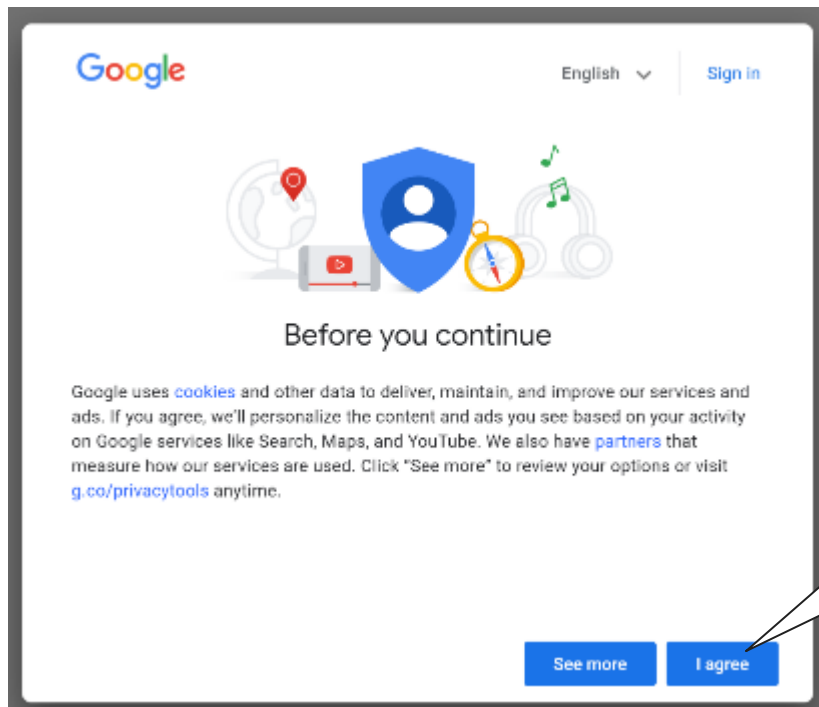 Google
English
Sign in
Before you continue
Google uses cookies and other data to deliver, maintain, and improve our services and
ads. If you agree, we'll personalize the content and ads you see based on your activity
on Google services like Search, Maps, and YouTube. We also have partners that
measure how our services are used. Click "See more" to review your options or visit
g.co/privacytools anytime.
See more
I agree